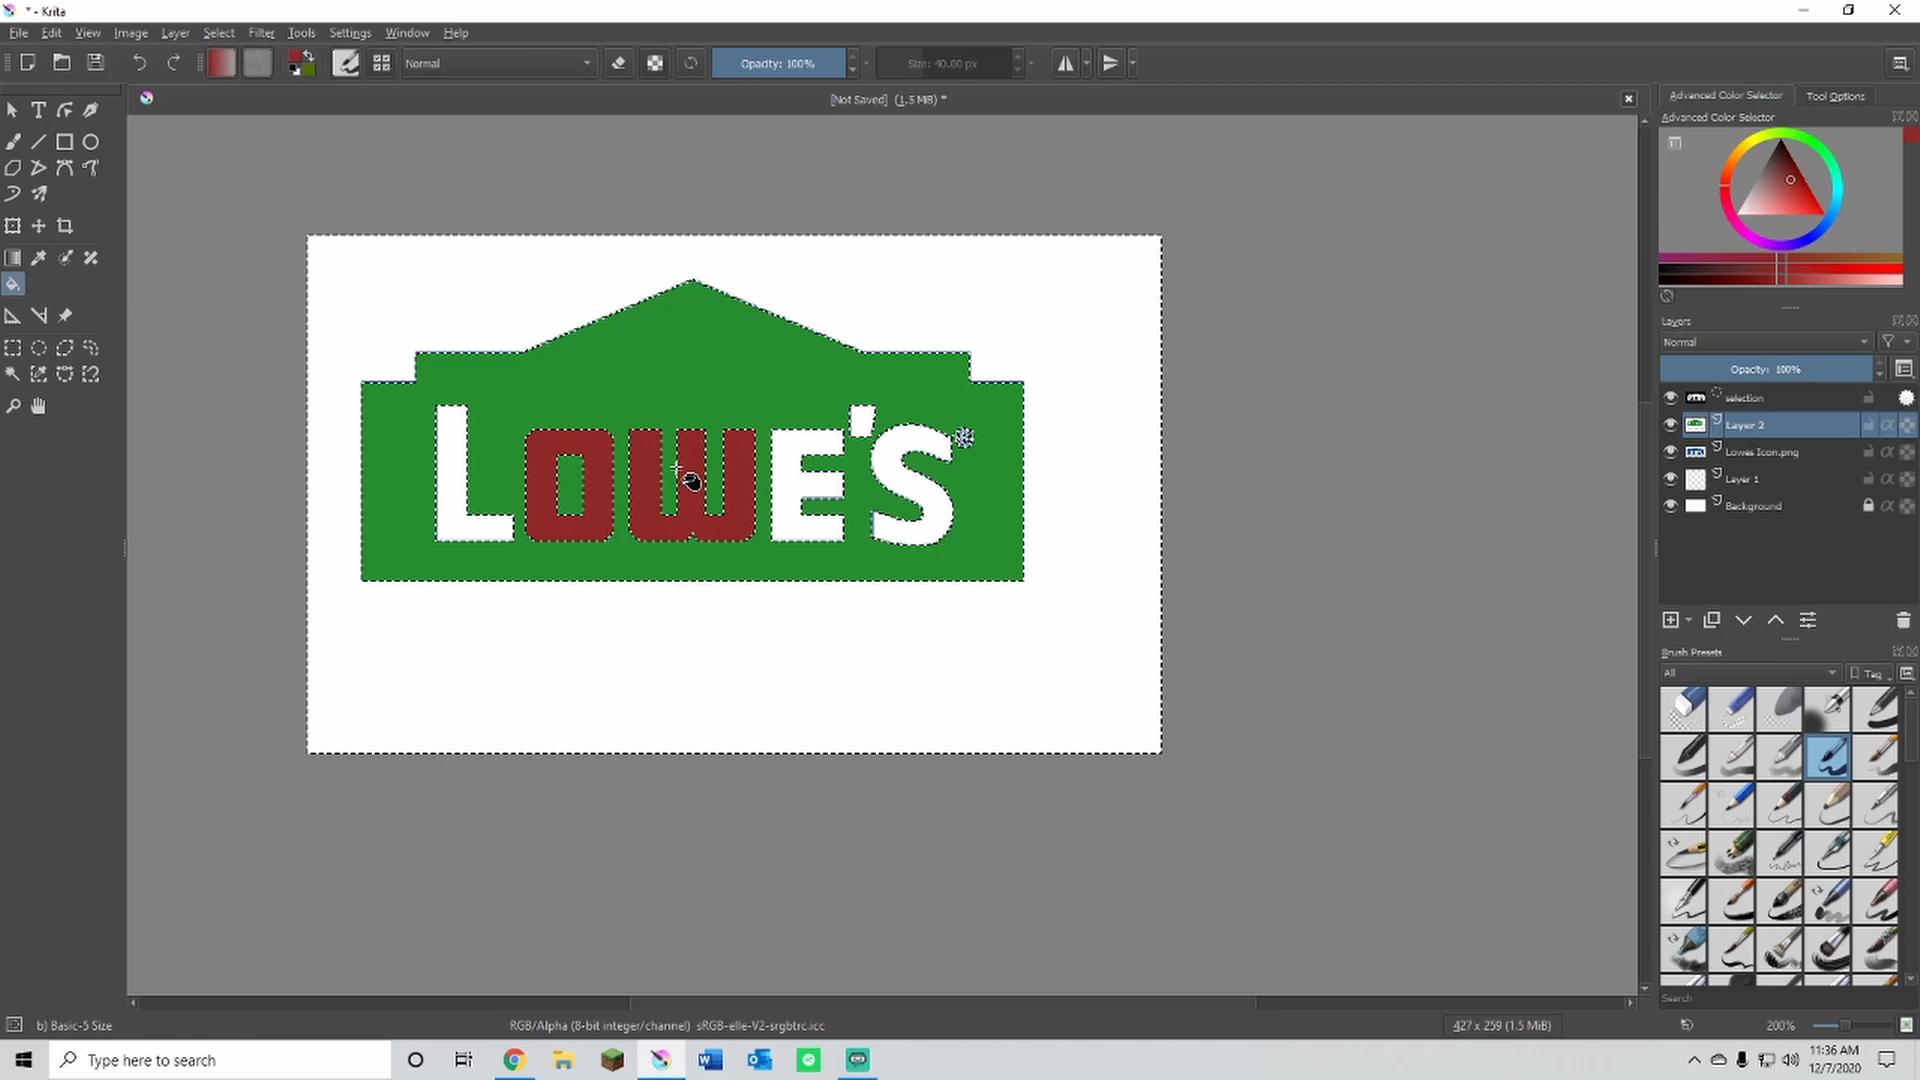 * - Krita
File Edit View Image Layer Select Filter Tools Settings Window Help
Normal
Opacity: 100%
Size: 40.00 px
[Not Saved] (1.5 MiB) *
Advanced Color Selector Tool Options
Advanced Color Selector
LOWE'S
Layers
Normal
Opacity: 100%
selection
Layer 2
Lowes Icon.png
Layer 1
Background
Brush Presets
All
Tag
Search
b) Basic-5 Size
RGB/Alpha (8-bit integer/channel) sRGB-elle-V2-srgbtrc.icc
427 x 259 (1.5 MiB)
200%
Type here to search
11:36 AM
12/7/2020